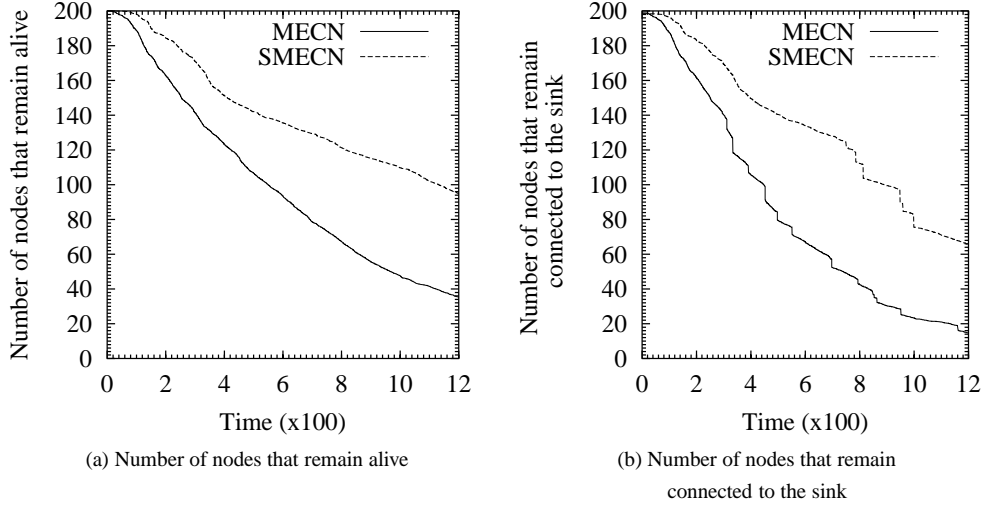 Number of nodes that remain alive
200
180
160
140
120
100
80
60
40
20
0
MECN
SMECN
0 2 4 6 8 10 12
Time (x100)
(a) Number of nodes that remain alive
Number of nodes that remain
connected to the sink
200
180
160
140
120
100
80
60
40
20
0
MECN
SMECN
0 2 4 6 8 10 12
Time (x100)
(b) Number of nodes that remain
connected to the sink